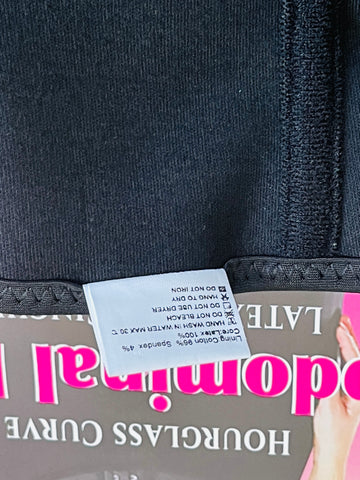 Lining:Cotton 96% Spandex 4%
Core:Latex 100%
HAND WASH IN WATER MAX 30℃
DO NOT BLEACH
DO NOT USE DRYER
HANG TO DRY
DO NOT IRON
HOURGLASS CURVE
odominal
LATEX